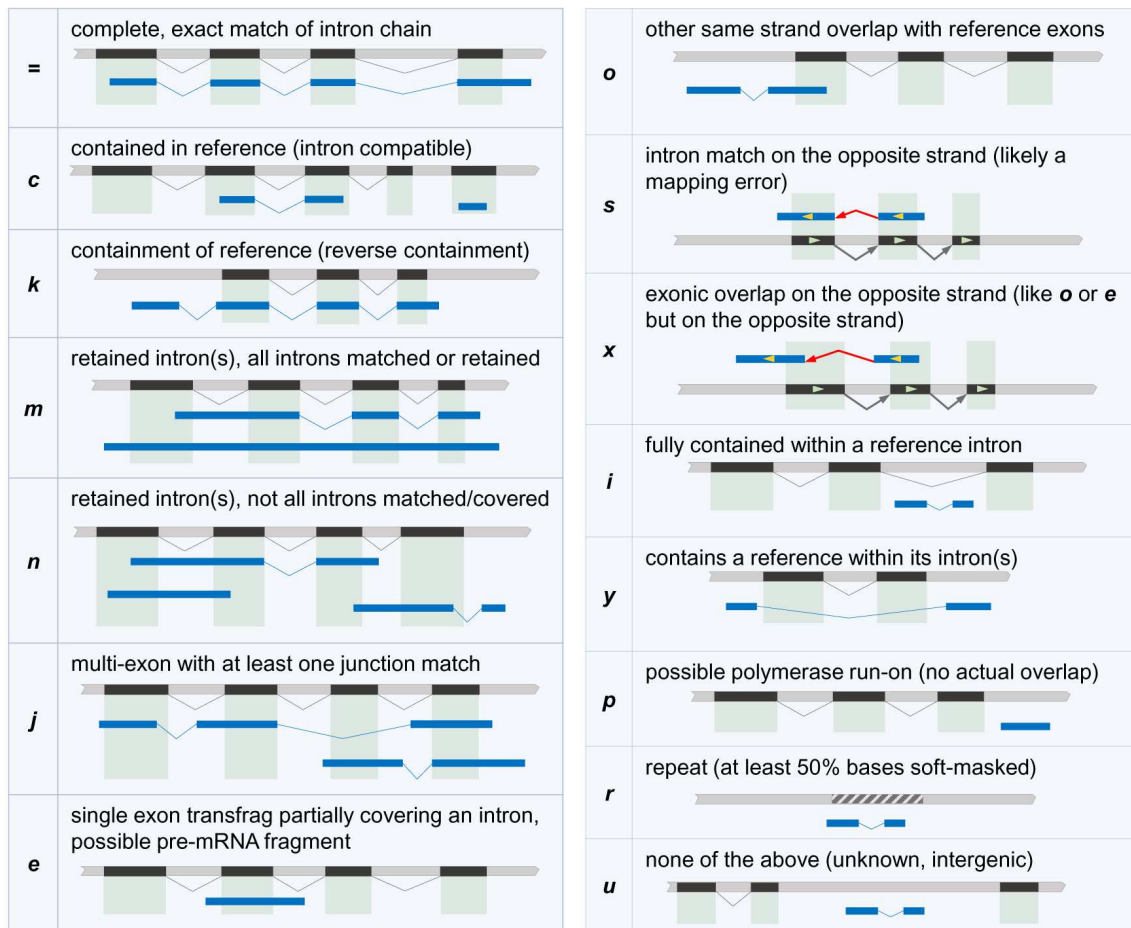 =
complete, exact match of intron chain
c
contained in reference (intron compatible)
k
containment of reference (reverse containment)
m
retained intron(s), all introns matched or retained
n
retained intron(s), not all introns matched/covered
j
multi-exon with at least one junction match
e
single exon transfrag partially covering an intron,
possible pre-mRNA fragment
o
other same strand overlap with reference exons
s
intron match on the opposite strand (likely a
mapping error)
x
exonic overlap on the opposite strand (like o or e
but on the opposite strand)
i
fully contained within a reference intron
y
contains a reference within its intron(s)
p
possible polymerase run-on (no actual overlap)
r
repeat (at least 50% bases soft-masked)
u
none of the above (unknown, intergenic)